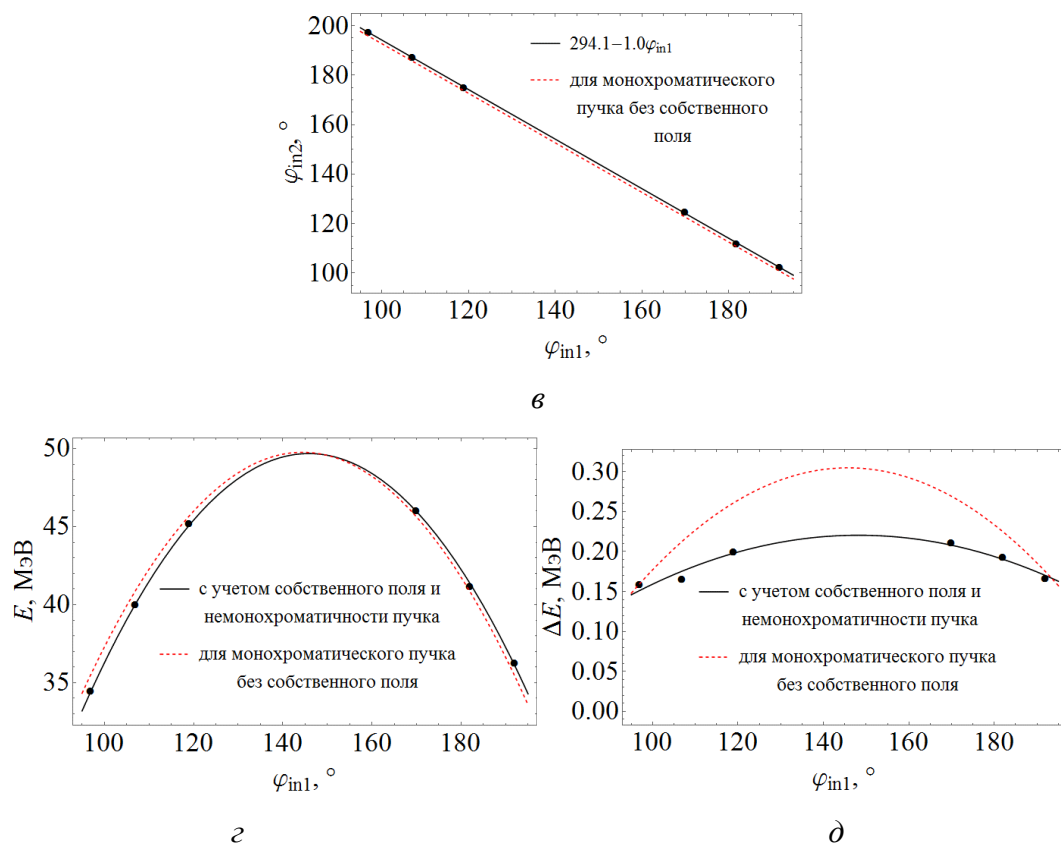 200
180
160
140
120
100
φin2, °
294.1−1.0φin1
для монохроматического
пучка без собственного
поля
100 120 140 160 180
φin1, °
в
50
45
40
35
E, МэВ
с учетом собственного поля и
немонохроматичности пучка
для монохроматического пучка
без собственного поля
100 120 140 160 180
φin1, °
г
0.30
0.25
0.20
0.15
0.10
0.05
0.00
ΔE, МэВ
с учетом собственного поля и
немонохроматичности пучка
для монохроматического пучка
без собственного поля
100 120 140 160 180
φin1, °
д